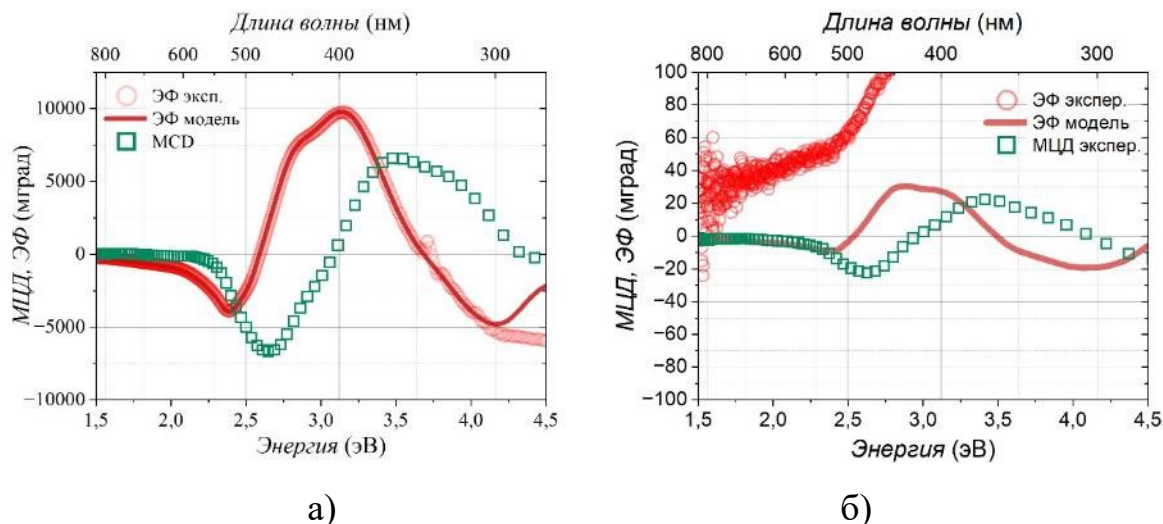 Длина волны (нм)
800 600 500 400 300
10000
5000
0
−5000
−10000
МЦД, ЭФ (мград)
ЭФ эксп.
ЭФ модель
MCD
1,5 2,0 2,5 3,0 3,5 4,0 4,5
Энергия (эВ)
а)
Длина волны (нм)
800 600 500 400 300
100
80
60
40
20
0
−20
−40
−60
−80
−100
МЦД, ЭФ (мград)
ЭФ экспер.
ЭФ модель
МЦД экспер.
1,5 2,0 2,5 3,0 3,5 4,0 4,5
Энергия (эВ)
б)